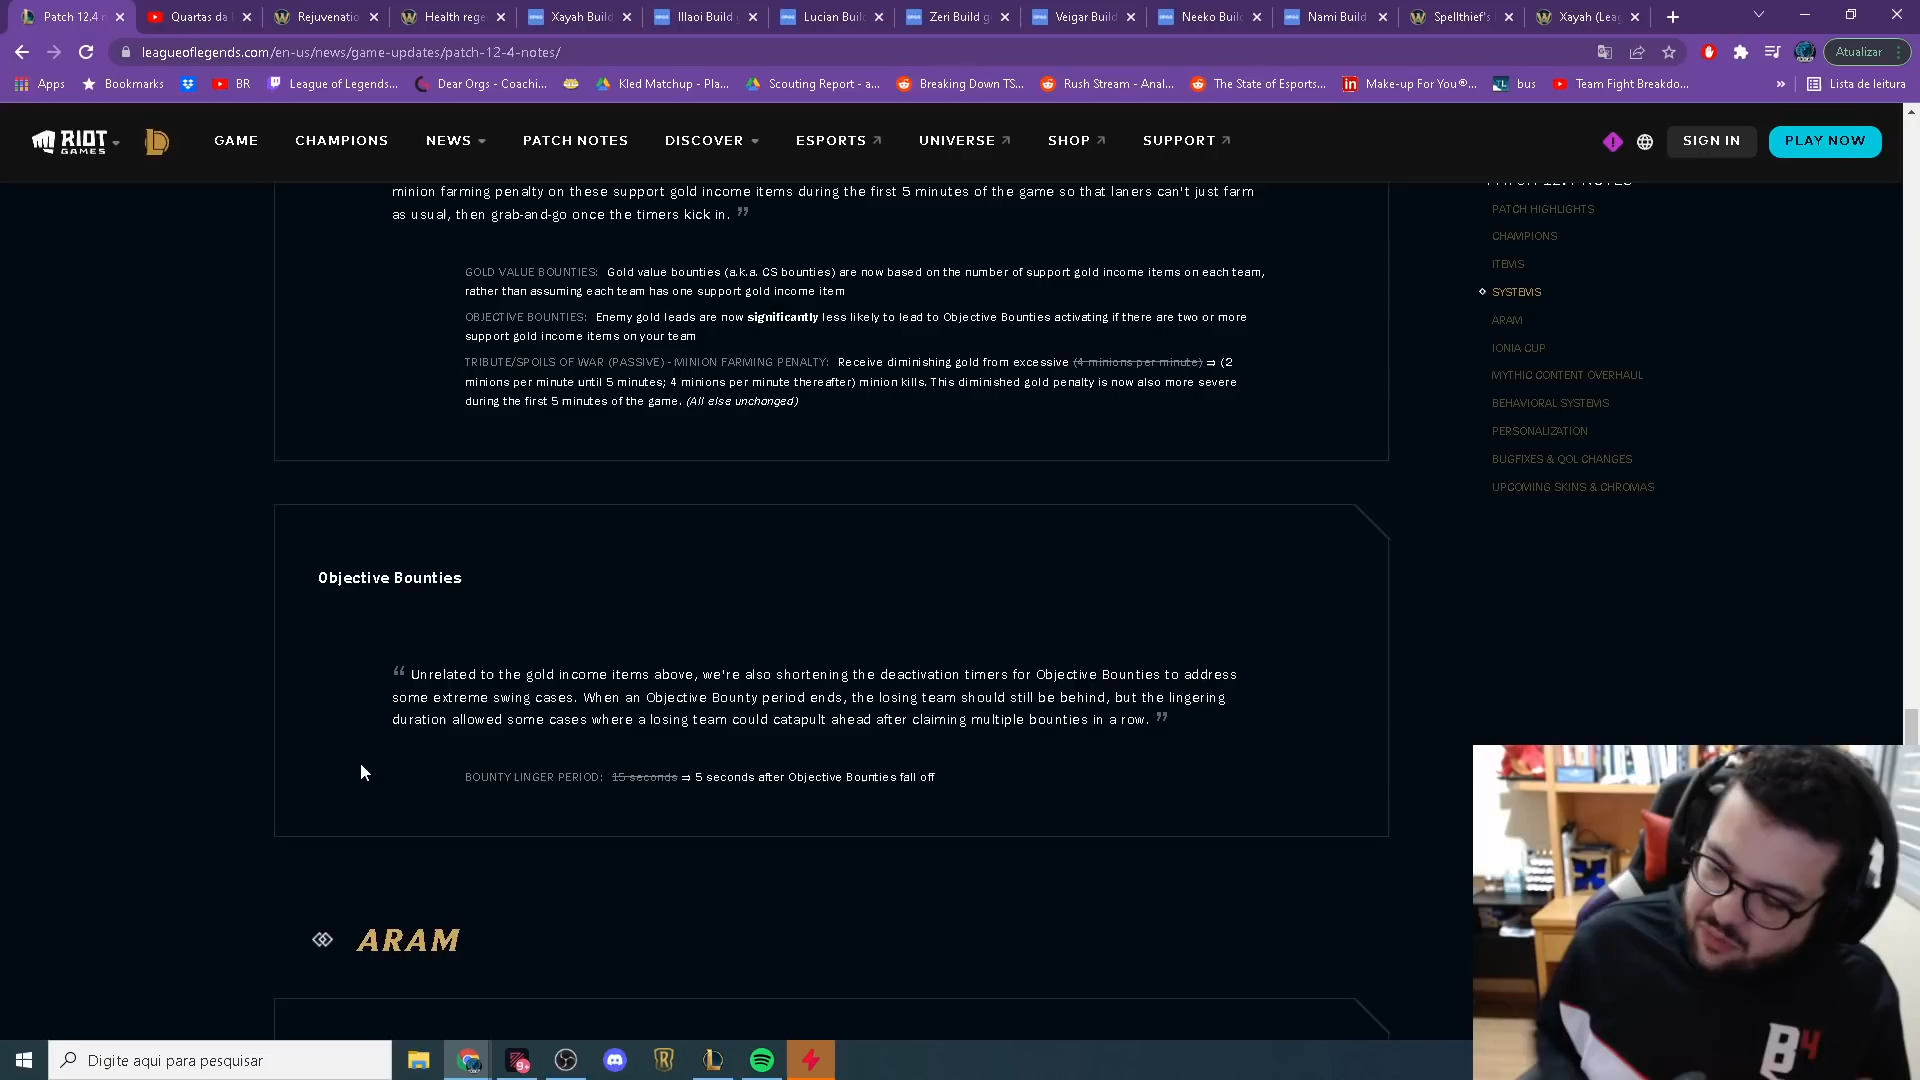 Patch 12.4 n
Quartas da
Rejuvenatio
Health rege
Xayah Build
Illaoi Build g
Lucian Buil
Zeri Build g
Veigar Build
Neeko Buil
Nami Build
Spellthief's
Xayah (Leag
leagueoflegends.com/en-us/news/game-updates/patch-12-4-notes/
Atualizar
Apps
Bookmarks
BR
League of Legends...
Dear Orgs - Coachi...
Kled Matchup - Pla...
Scouting Report - a...
Breaking Down TS...
Rush Stream - Anal...
The State of Esports...
Make-up For You®...
bus
Team Fight Breakdo...
»
Lista de leitura
RIOT GAMES
GAME
CHAMPIONS
NEWS
PATCH NOTES
DISCOVER
ESPORTS
UNIVERSE
SHOP
SUPPORT
SIGN IN
PLAY NOW
minion farming penalty on these support gold income items during the first 5 minutes of the game so that laners can't just farm
as usual, then grab-and-go once the timers kick in. ”
GOLD VALUE BOUNTIES: Gold value bounties (a.k.a. CS bounties) are now based on the number of support gold income items on each team,
rather than assuming each team has one support gold income item
OBJECTIVE BOUNTIES: Enemy gold leads are now significantly less likely to lead to Objective Bounties activating if there are two or more
support gold income items on your team
TRIBUTE/SPOILS OF WAR (PASSIVE) - MINION FARMING PENALTY: Receive diminishing gold from excessive (4 minions per minute) ⇒ (2
minions per minute until 5 minutes; 4 minions per minute thereafter) minion kills. This diminished gold penalty is now also more severe
during the first 5 minutes of the game. (All else unchanged)
Objective Bounties
“ Unrelated to the gold income items above, we're also shortening the deactivation timers for Objective Bounties to address
some extreme swing cases. When an Objective Bounty period ends, the losing team should still be behind, but the lingering
duration allowed some cases where a losing team could catapult ahead after claiming multiple bounties in a row. ”
BOUNTY LINGER PERIOD: 15 seconds ⇒ 5 seconds after Objective Bounties fall off
ARAM
PATCH 12.4 NOTES
PATCH HIGHLIGHTS
CHAMPIONS
ITEMS
SYSTEMS
ARAM
IONIA CUP
MYTHIC CONTENT OVERHAUL
BEHAVIORAL SYSTEMS
PERSONALIZATION
BUGFIXES & QOL CHANGES
UPCOMING SKINS & CHROMAS
B4
Digite aqui para pesquisar
9+